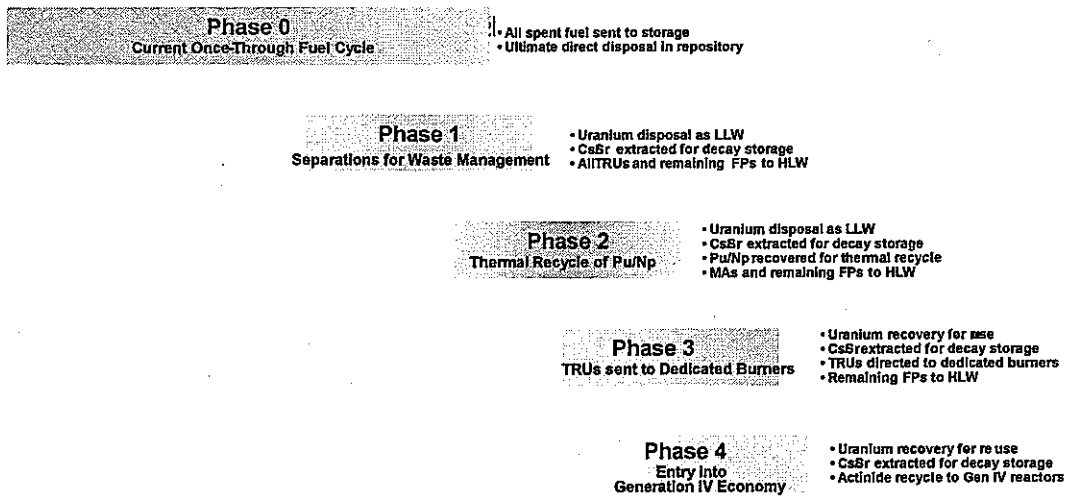 Phase 0
Current Once-Through Fuel Cycle
• All spent fuel sent to storage
• Ultimate direct disposal in repository
Phase 1
Separations for Waste Management
• Uranium disposal as LLW
• CsSr extracted for decay storage
• AllTRUs and remaining FPs to HLW
Phase 2
Thermal Recycle of Pu/Np
• Uranium disposal as LLW
• CsSr extracted for decay storage
• Pu/Np recovered for thermal recycle
• MAs and remaining FPs to HLW
Phase 3
TRUs sent to Dedicated Burners
• Uranium recovery for use
• CsSrextracted for decay storage
• TRUs directed to dedicated burners
• Remaining FPs to HLW
Phase 4
Entry into
Generation IV Economy
• Uranium recovery for re use
• CsSr extracted for decay storage
• Actinide recycle to Gen IV reactors